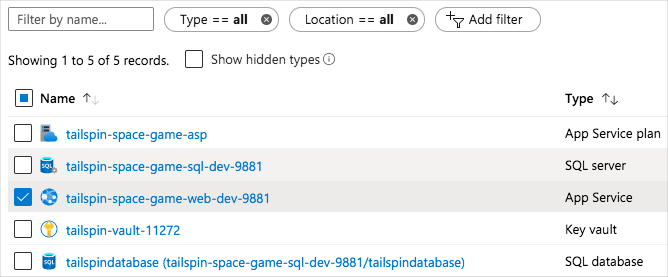 Filter by name...
Type == all
Location == all
Add filter
Showing 1 to 5 of 5 records.
Show hidden types
Name
Type
tailspin-space-game-asp
App Service plan
SQL
tailspin-space-game-sql-dev-9881
SQL server
tailspin-space-game-web-dev-9881
App Service
tailspin-vault-11272
Key vault
SQL
tailspindatabase (tailspin-space-game-sql-dev-9881/tailspindatabase)
SQL database